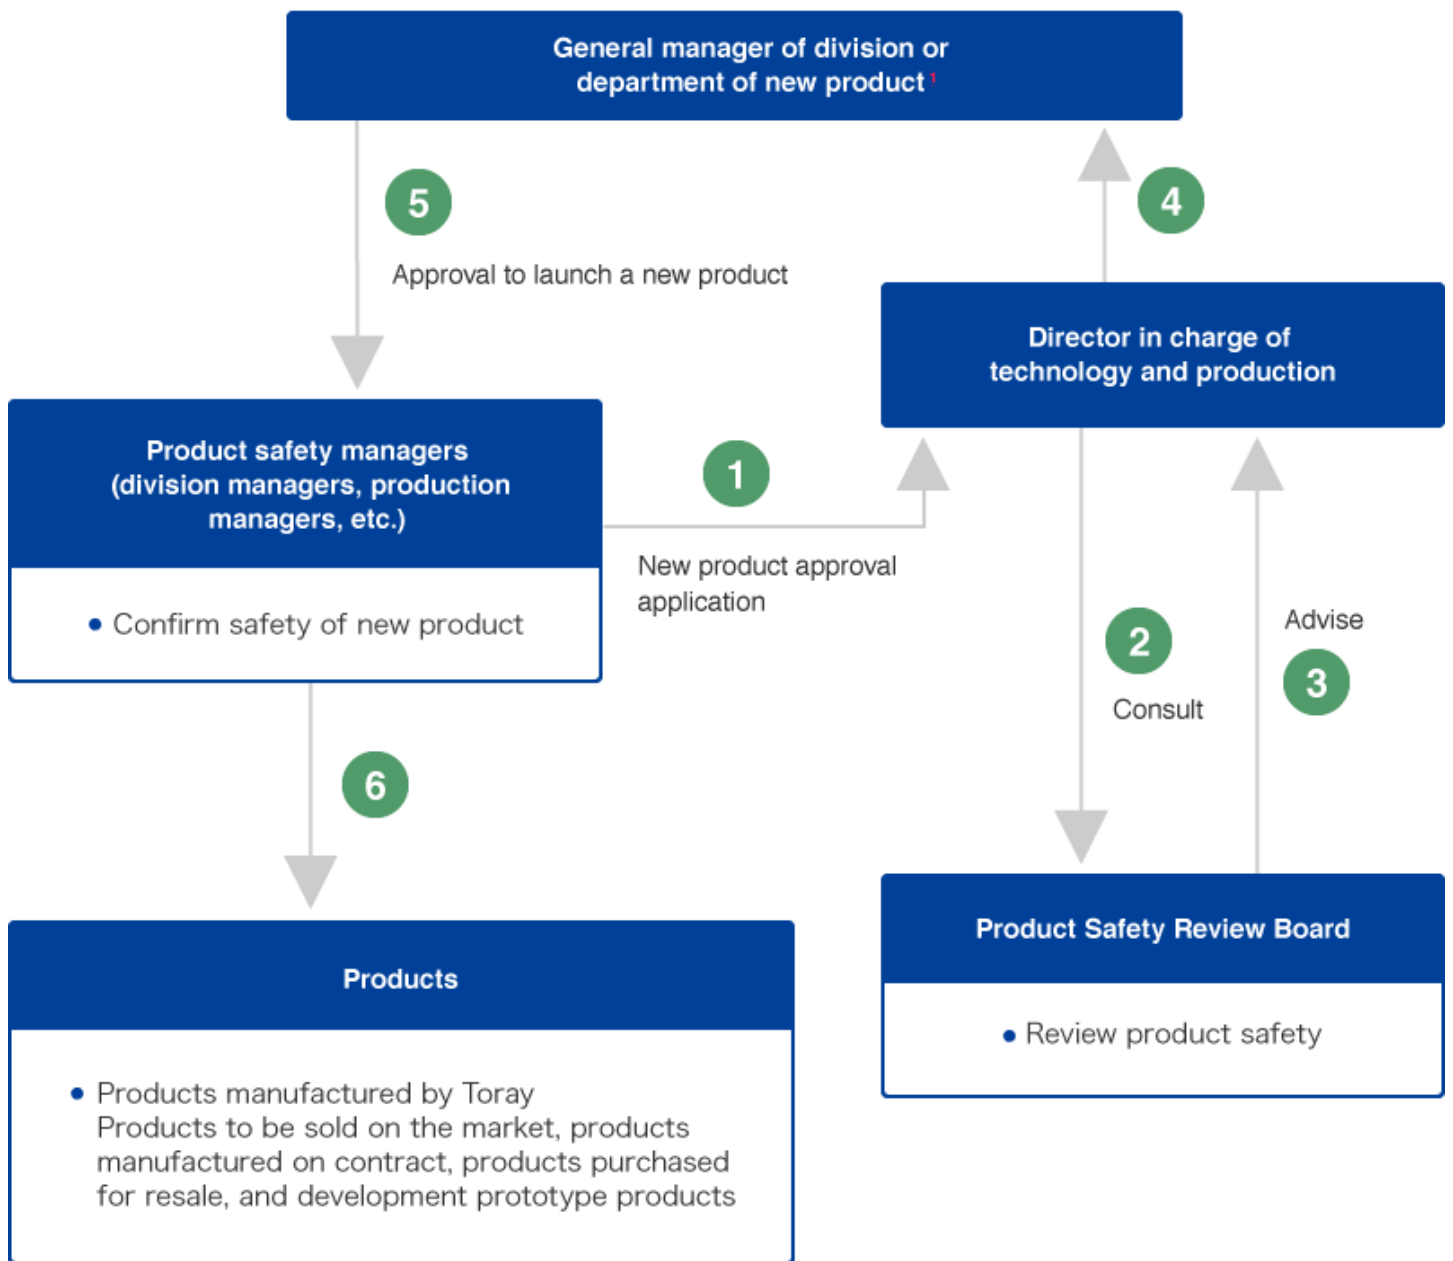 General manager of division or
department of new product 1
5
4
Approval to launch a new product
Director in charge of
technology and production
Product safety managers
(division managers, production
managers, etc.)
• Confirm safety of new product
1
New product approval
application
2
Consult
Advise
3
6
Product Safety Review Board
• Review product safety
Products
• Products manufactured by Toray
Products to be sold on the market, products
manufactured on contract, products purchased
for resale, and development prototype products